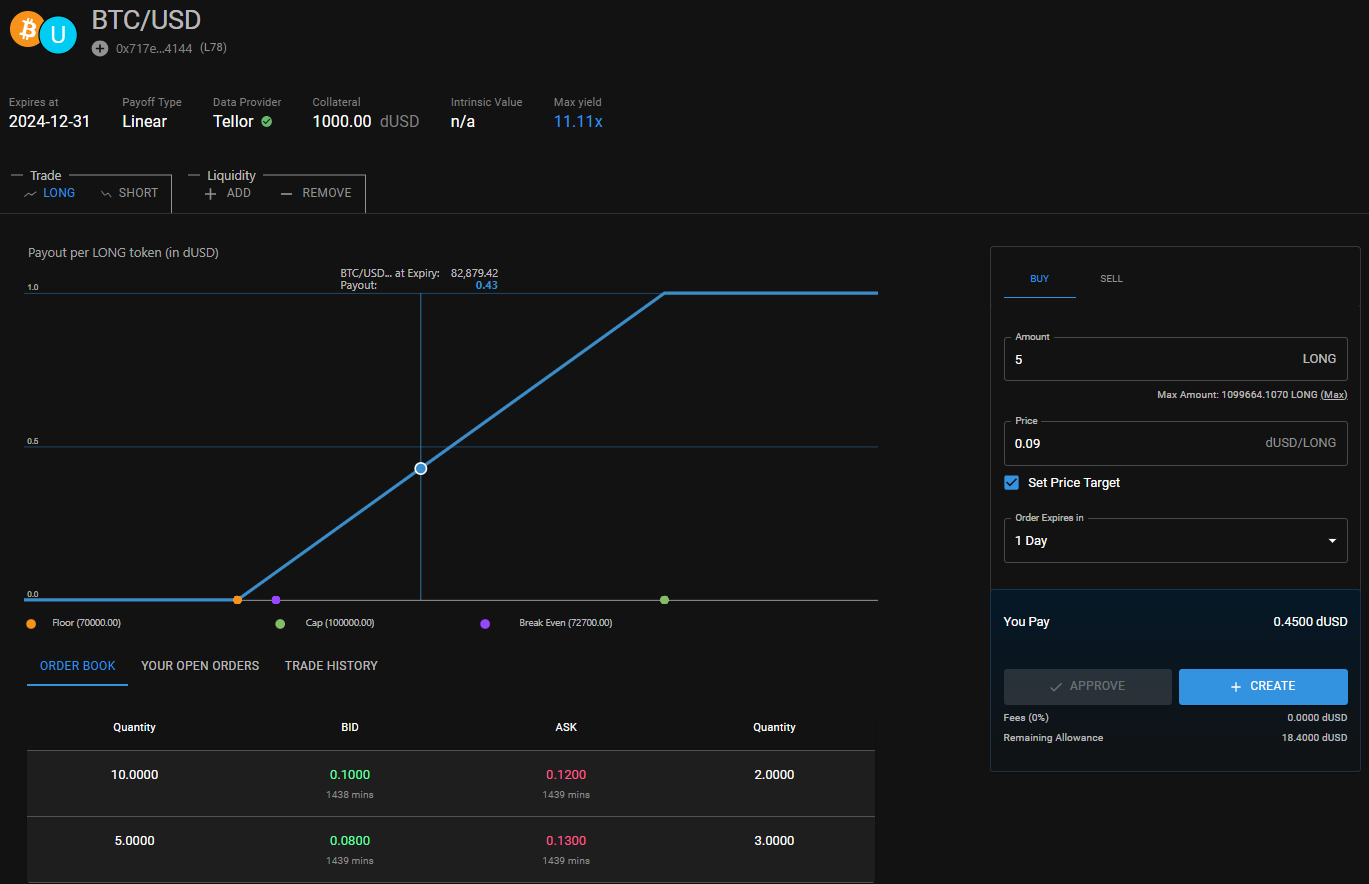 BTC/USD
U
0x717e...4144 (L78)
Expires at Payoff Type Data Provider Collateral Intrinsic Value Max yield
2024-12-31 Linear Tellor 1000.00 dUSD n/a 11.11x
Trade Liquidity
LONG SHORT ADD REMOVE
Payout per LONG token (in dUSD)
BTC/USD... at Expiry: 82,879.42
Payout: 0.43
1.0
0.5
0.0
Floor (70000.00) Cap (100000.00) Break Even (72700.00)
ORDER BOOK YOUR OPEN ORDERS TRADE HISTORY
Quantity BID ASK Quantity
10.0000 0.1000 0.1200 2.0000
1438 mins 1439 mins
5.0000 0.0800 0.1300 3.0000
1439 mins 1439 mins
BUY SELL
Amount
5 LONG
Max Amount: 1099664.1070 LONG (Max)
Price
0.09 dUSD/LONG
Set Price Target
Order Expires in
1 Day
You Pay 0.4500 dUSD
APPROVE + CREATE
Fees (0%) 0.0000 dUSD
Remaining Allowance 18.4000 dUSD